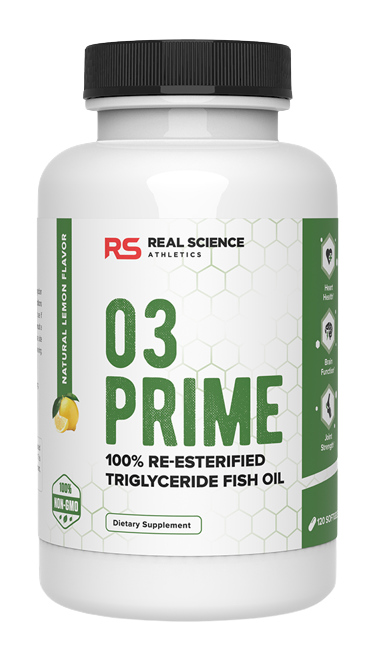 RS REAL SCIENCE
ATHLETICS
NATURAL LEMON FLAVOR
O3
PRIME
100% RE-ESTERIFIED
TRIGLYCERIDE FISH OIL
Dietary Supplement
100%
NON-GMO
Heart
Health
Brain
Function
Joint
Strength
120